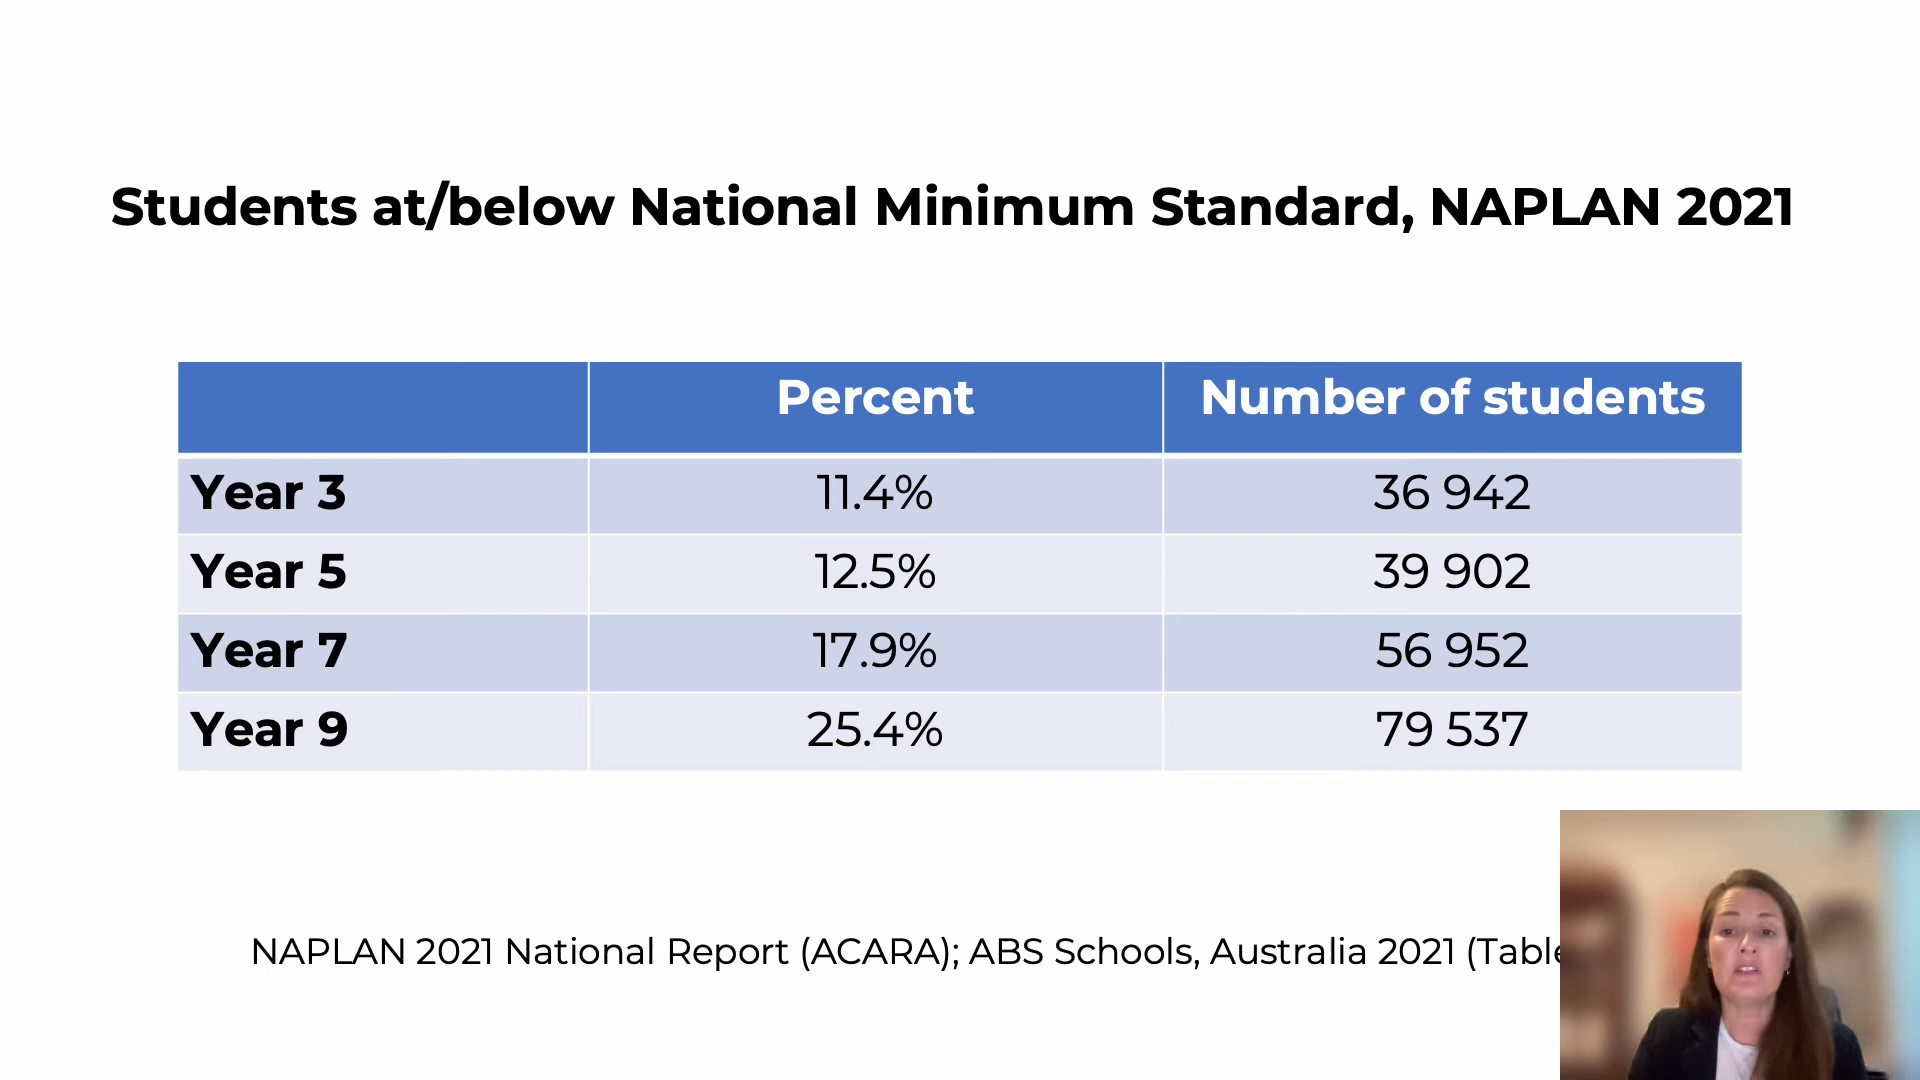 Students at/below National Minimum Standard, NAPLAN 2021
Percent Number of students
Year 3 11.4% 36 942
Year 5 12.5% 39 902
Year 7 17.9% 56 952
Year 9 25.4% 79 537
NAPLAN 2021 National Report (ACARA); ABS Schools, Australia 2021 (Table